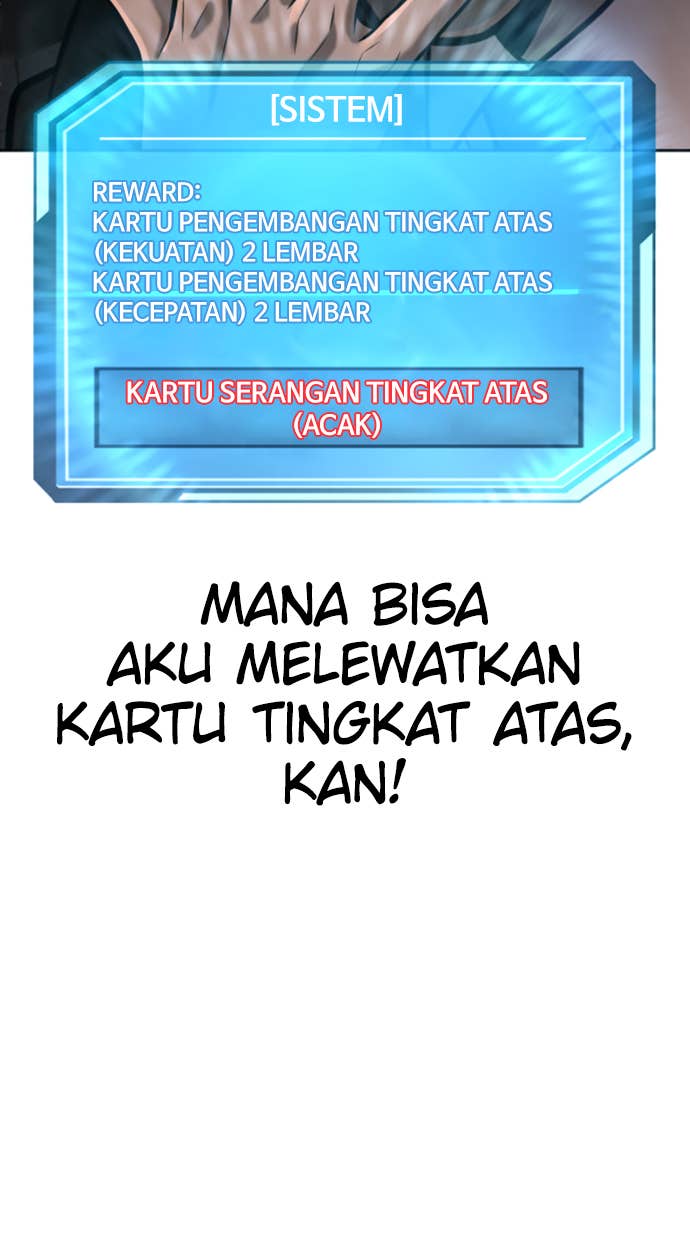 [SISTEM]
REWARD:
KARTU PENGEMBANGAN TINGKAT ATAS
(KEKUATAN) 2 LEMBAR
KARTU PENGEMBANGAN TINGKAT ATAS
(KECEPATAN) 2 LEMBAR
KARTU SERANGAN TINGKAT ATAS
(ACAK)
MANA BISA
AKU MELEWATKAN
KARTU TINGKAT ATAS,
KAN!